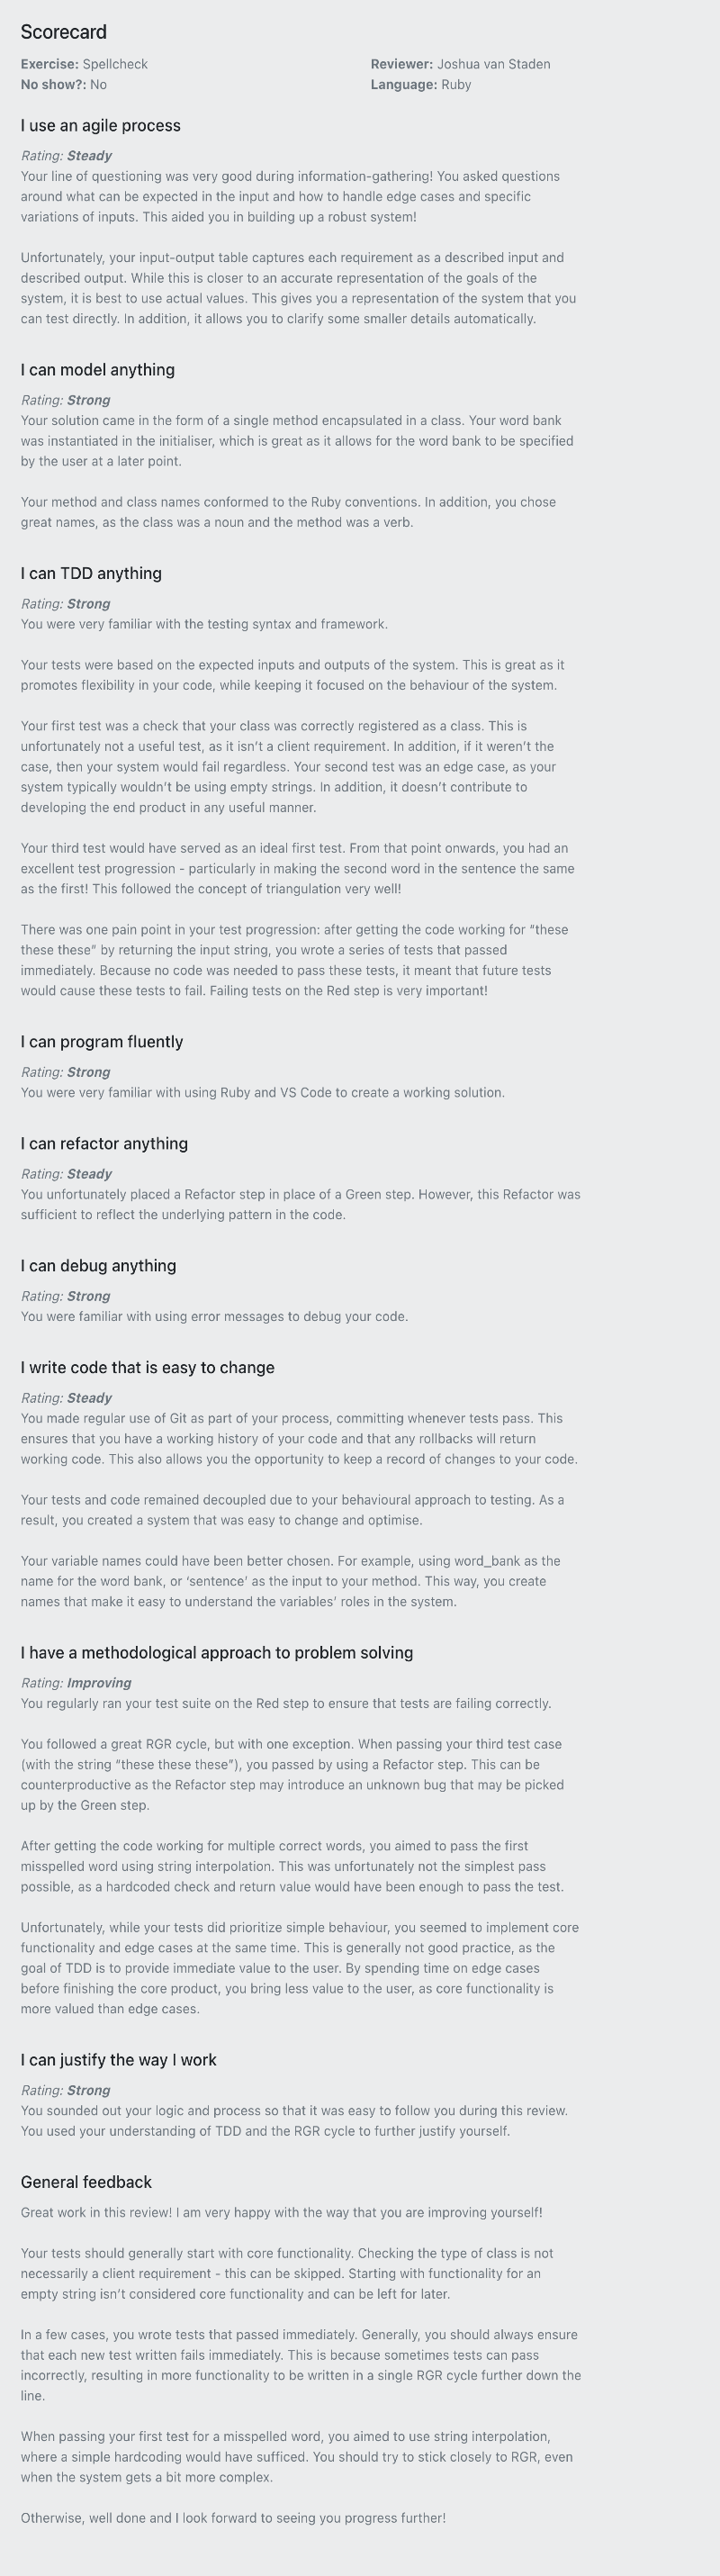 Scorecard
Exercise: Spellcheck
Reviewer: Joshua van Staden
No show?: No
Language: Ruby
I use an agile process
Rating: Steady
Your line of questioning was very good during information-gathering! You asked questions
around what can be expected in the input and how to handle edge cases and specific
variations of inputs. This aided you in building up a robust system!
Unfortunately, your input-output table captures each requirement as a described input and
described output. While this is closer to an accurate representation of the goals of the
system, it is best to use actual values. This gives you a representation of the system that you
can test directly. In addition, it allows you to clarify some smaller details automatically.
I can model anything
Rating: Strong
Your solution came in the form of a single method encapsulated in a class. Your word bank
was instantiated in the initialiser, which is great as it allows for the word bank to be specified
by the user at a later point.
Your method and class names conformed to the Ruby conventions. In addition, you chose
great names, as the class was a noun and the method was a verb.
I can TDD anything
Rating: Strong
You were very familiar with the testing syntax and framework.
Your tests were based on the expected inputs and outputs of the system. This is great as it
promotes flexibility in your code, while keeping it focused on the behaviour of the system.
Your first test was a check that your class was correctly registered as a class. This is
unfortunately not a useful test, as it isn't a client requirement. In addition, if it weren't the
case, then your system would fail regardless. Your second test was an edge case, as your
system typically wouldn't be using empty strings. In addition, it doesn't contribute to
developing the end product in any useful manner.
Your third test would have served as an ideal first test. From that point onwards, you had an
excellent test progression - particularly in making the second word in the sentence the same
as the first! This followed the concept of triangulation very well!
There was one pain point in your test progression: after getting the code working for “these
these these” by returning the input string, you wrote a series of tests that passed
immediately. Because no code was needed to pass these tests, it meant that future tests
would cause these tests to fail. Failing tests on the Red step is very important!
I can program fluently
Rating: Strong
You were very familiar with using Ruby and VS Code to create a working solution.
I can refactor anything
Rating: Steady
You unfortunately placed a Refactor step in place of a Green step. However, this Refactor was
sufficient to reflect the underlying pattern in the code.
I can debug anything
Rating: Strong
You were familiar with using error messages to debug your code.
I write code that is easy to change
Rating: Steady
You made regular use of Git as part of your process, committing whenever tests pass. This
ensures that you have a working history of your code and that any rollbacks will return
working code. This also allows you the opportunity to keep a record of changes to your code.
Your tests and code remained decoupled due to your behavioural approach to testing. As a
result, you created a system that was easy to change and optimise.
Your variable names could have been better chosen. For example, using word_bank as the
name for the word bank, or ‘sentence’ as the input to your method. This way, you create
names that make it easy to understand the variables’ roles in the system.
I have a methodological approach to problem solving
Rating: Improving
You regularly ran your test suite on the Red step to ensure that tests are failing correctly.
You followed a great RGR cycle, but with one exception. When passing your third test case
(with the string “these these these”), you passed by using a Refactor step. This can be
counterproductive as the Refactor step may introduce an unknown bug that may be picked
up by the Green step.
After getting the code working for multiple correct words, you aimed to pass the first
misspelled word using string interpolation. This was unfortunately not the simplest pass
possible, as a hardcoded check and return value would have been enough to pass the test.
Unfortunately, while your tests did prioritize simple behaviour, you seemed to implement core
functionality and edge cases at the same time. This is generally not good practice, as the
goal of TDD is to provide immediate value to the user. By spending time on edge cases
before finishing the core product, you bring less value to the user, as core functionality is
more valued than edge cases.
I can justify the way I work
Rating: Strong
You sounded out your logic and process so that it was easy to follow you during this review.
You used your understanding of TDD and the RGR cycle to further justify yourself.
General feedback
Great work in this review! I am very happy with the way that you are improving yourself!
Your tests should generally start with core functionality. Checking the type of class is not
necessarily a client requirement - this can be skipped. Starting with functionality for an
empty string isn't considered core functionality and can be left for later.
In a few cases, you wrote tests that passed immediately. Generally, you should always ensure
that each new test written fails immediately. This is because sometimes tests can pass
incorrectly, resulting in more functionality to be written in a single RGR cycle further down the
line.
When passing your first test for a misspelled word, you aimed to use string interpolation,
where a simple hardcoding would have sufficed. You should try to stick closely to RGR, even
when the system gets a bit more complex.
Otherwise, well done and I look forward to seeing you progress further!